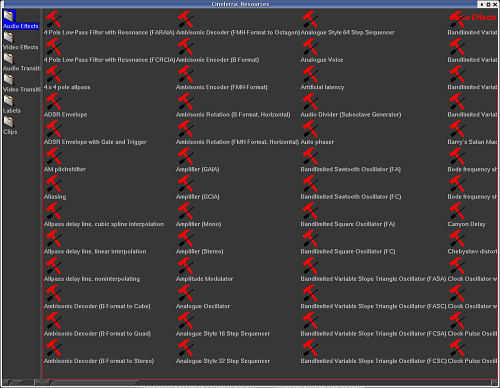 Cinelerra: Resources
Audio Effects
Video Effects
Audio Transiti
Video Transiti
Labels
Clips
4 Pole Low-Pass Filter with Resonance (FARAIA)
4 Pole Low-Pass Filter with Resonance (FCRCIA)
4 x 4 pole allpass
ADSR Envelope
ADSR Envelope with Gate and Trigger
AM pitchshifter
Aliasing
Allpass delay line, cubic spline interpolation
Allpass delay line, linear interpolation
Allpass delay line, noninterpolating
Ambisonic Decoder (B-Format to Cube)
Ambisonic Decoder (B-Format to Quad)
Ambisonic Decoder (B-Format to Stereo)
Ambisonic Decoder (FMH-Format to Octagon)
Ambisonic Encoder (B-Format)
Ambisonic Encoder (FMH-Format)
Ambisonic Rotation (B-Format, Horizontal)
Ambisonic Rotation (FMH-Format, Horizontal)
Amplifier (GAIA)
Amplifier (GCIA)
Amplifier (Mono)
Amplifier (Stereo)
Amplitude Modulator
Analogue Oscillator
Analogue Style 16 Step Sequencer
Analogue Style 32 Step Sequencer
Analogue Style 64 Step Sequencer
Analogue Voice
Artificial latency
Audio Divider (Suboctave Generator)
Auto phaser
Bandlimited Sawtooth Oscillator (FA)
Bandlimited Sawtooth Oscillator (FC)
Bandlimited Square Oscillator (FA)
Bandlimited Square Oscillator (FC)
Bandlimited Variable Slope Triangle Oscillator (FASA)
Bandlimited Variable Slope Triangle Oscillator (FASC)
Bandlimited Variable Slope Triangle Oscillator (FCSA)
Bandlimited Variable Slope Triangle Oscillator (FCSC)
Effects
Bandlimited Variab
Bandlimited Variab
Bandlimited Variab
Bandlimited Variab
Barry's Satan Max
Bode frequency sh
Bode frequency sh
Canyon Delay
Chebyshev distort
Clock Oscillator w
Clock Oscillator w
Clock Pulse Oscill
Clock Pulse Oscill